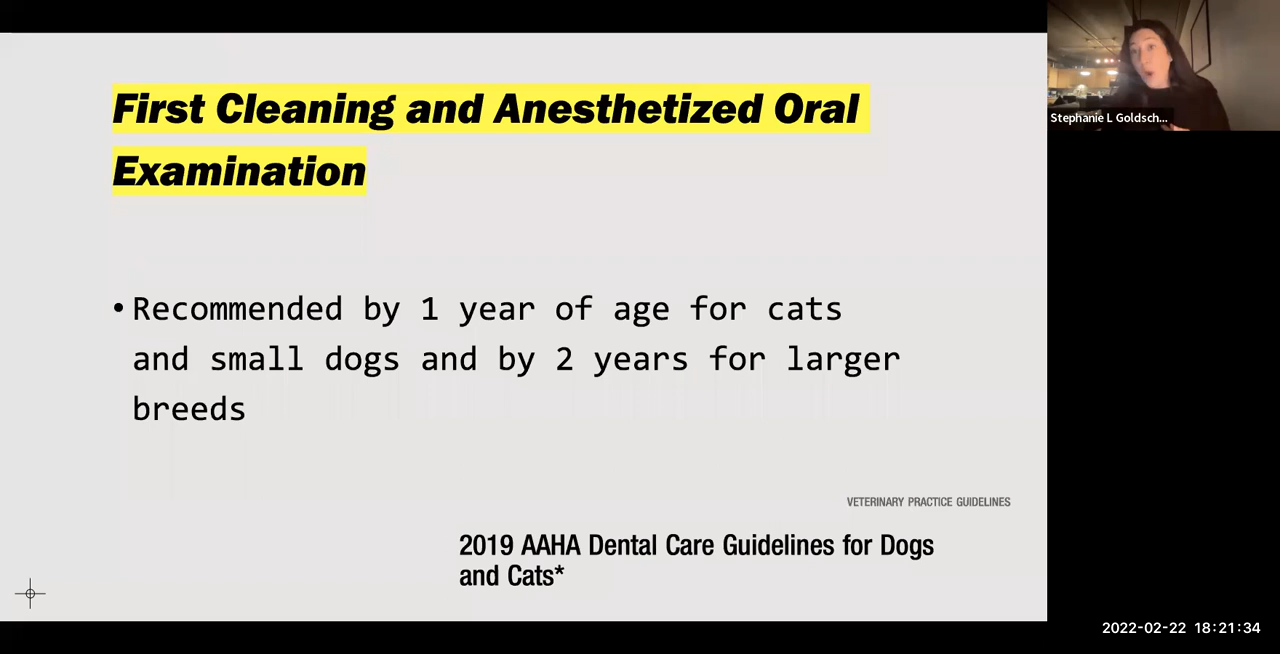 First Cleaning and Anesthetized Oral
Examination
• Recommended by 1 year of age for cats
and small dogs and by 2 years for larger
breeds
VETERINARY PRACTICE GUIDELINES
2019 AAHA Dental Care Guidelines for Dogs
and Cats*
Stephanie L Goldsch...
2022-02-22 18:21:34